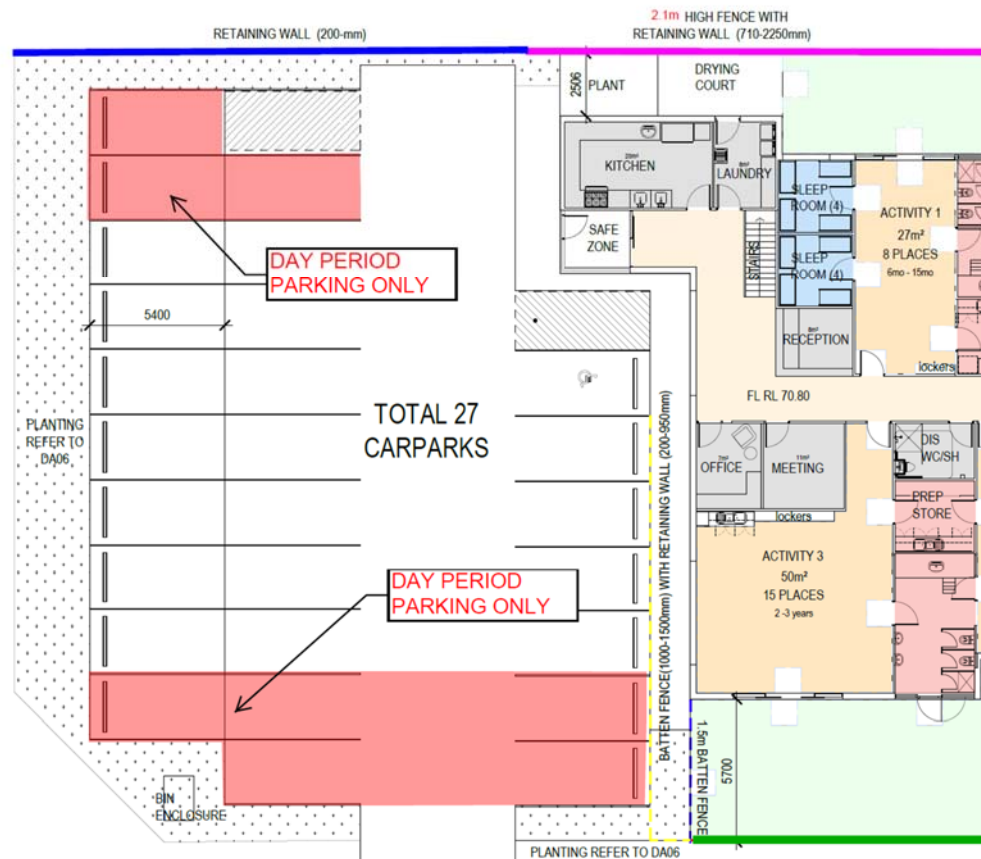 2.1m HIGH FENCE WITH
RETAINING WALL (710-2250mm)
RETAINING WALL (200-mm)
2506
PLANT
DRYING
COURT
KITCHEN
LAUNDRY
SLEEP
ROOM (4)
ACTIVITY 1
27m²
8 PLACES
6mo - 15mo
SAFE
ZONE
STAIRS
SLEEP
ROOM (4)
DAY PERIOD
PARKING ONLY
5400
RECEPTION
lockers
FL RL 70.80
TOTAL 27
CARPARKS
PLANTING
REFER TO
DA06
BATTEN FENCE(1000-1500mm) WITH RETAINING WALL (200-950mm)
7m²
OFFICE
11m²
MEETING
DIS
WC/SH
lockers
PREP
STORE
ACTIVITY 3
50m²
15 PLACES
2 -3 years
DAY PERIOD
PARKING ONLY
1.5m BATTEN FENCE
5700
BIN
ENCLOSURE
PLANTING REFER TO DA06